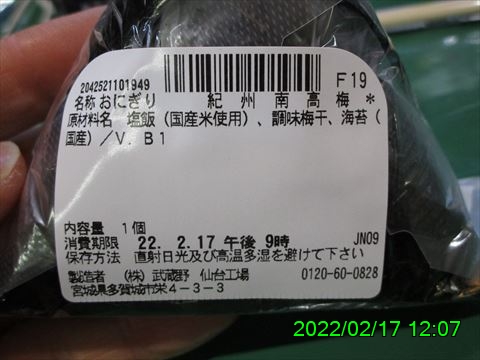 2042521101949
F19
名称 おにぎり 紀州南高梅*
原材料名 塩飯(国産米使用)、調味梅干、海苔(
国産)/V.B1
内容量 1個
消費期限 22. 2.17 午後 9時 JN09
保存方法 直射日光及び高温多湿を避けて下さい
製造者 (株)武蔵野 仙台工場 0120-60-0828
宮城県多賀城市栄4-3-3
2022/02/17 12:07